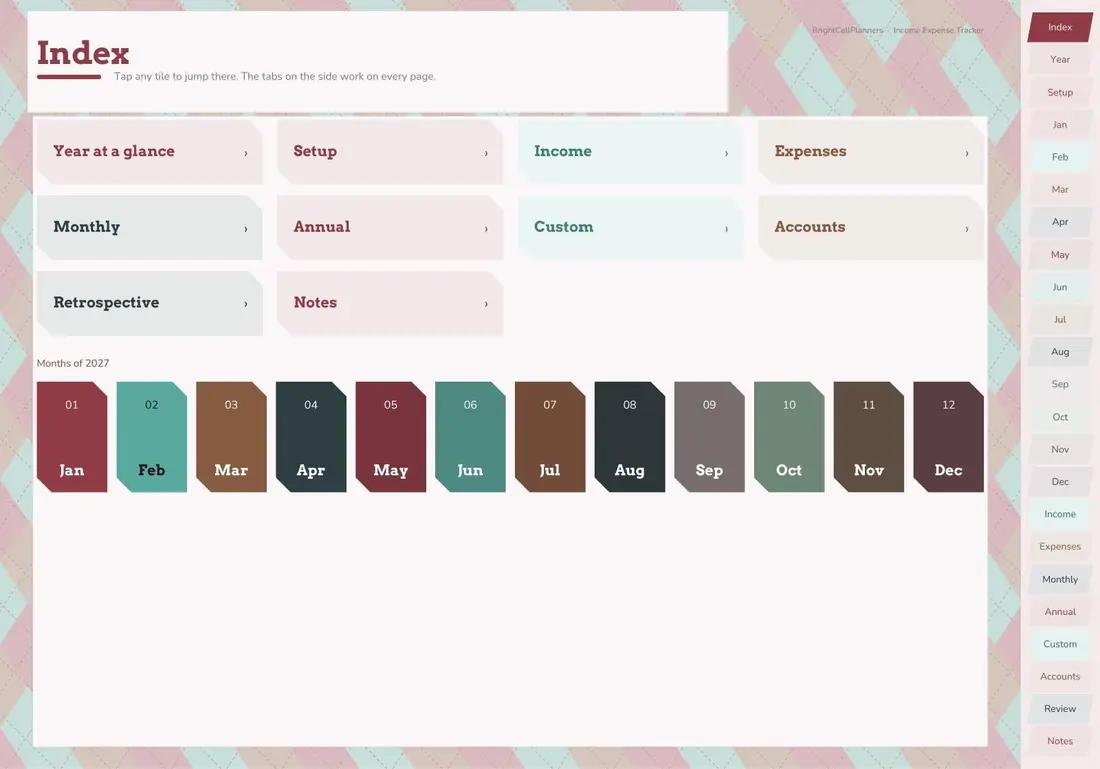 Index
Tap any tile to jump there. The tabs on the side work on every page.
BrightCellPlanners · Income Expense Tracker
Year at a glance ›
Setup ›
Income ›
Expenses ›
Monthly ›
Annual ›
Custom ›
Accounts ›
Retrospective ›
Notes ›
Months of 2027
01
Jan
02
Feb
03
Mar
04
Apr
05
May
06
Jun
07
Jul
08
Aug
09
Sep
10
Oct
11
Nov
12
Dec
Index
Year
Setup
Jan
Feb
Mar
Apr
May
Jun
Jul
Aug
Sep
Oct
Nov
Dec
Income
Expenses
Monthly
Annual
Custom
Accounts
Review
Notes